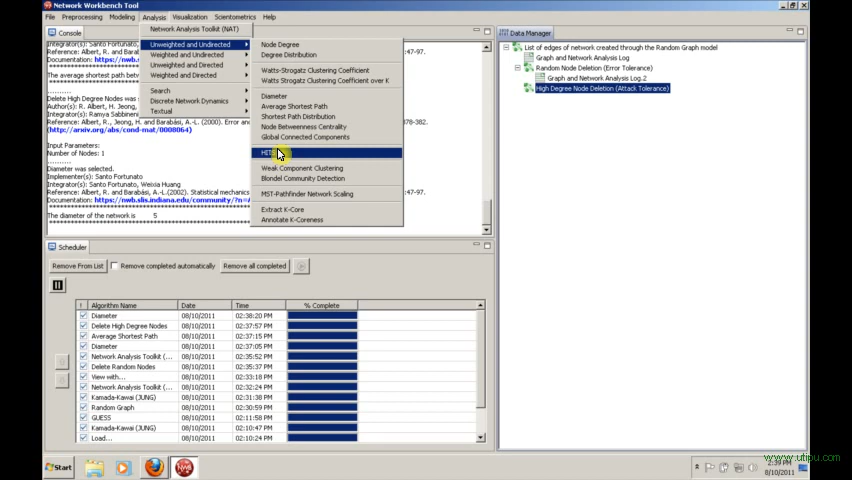 Network Workbench Tool
File Preprocessing Modeling Analysis Visualization Scientometrics Help
Console
Integrator(s): Santo Fortunato
Reference: Albert, R., and Barabási, A.-L.
47-97.
Documentation: https://nwb.
The average shortest path betw
..........
Delete High Degree Nodes was
Author(s): R. Albert, H. Jeong,
Integrator(s): Ramya Sabbineni
Reference: Albert, R., Jeong, H., and Barabási, A.-L. (2000). Error and
378-382.
(http://arxiv.org/abs/cond-mat/0008064)
Input Parameters:
Number of Nodes: 1
..........
Diameter was selected.
Implementer(s): Santo Fortunato
Integrator(s): Santo Fortunato, Weixia Huang
Reference: Albert, R., and Barabási, A.-L.(2002). Statistical mechanics
47-97.
Documentation: https://nwb.slis.indiana.edu/community/?n=A
The diameter of the network is 5
Network Analysis Toolkit (NAT)
Unweighted and Undirected
Weighted and Undirected
Unweighted and Directed
Weighted and Directed
Search
Discrete Network Dynamics
Textual
Node Degree
Degree Distribution
Watts-Strogatz Clustering Coefficient
Watts Strogatz Clustering Coefficient over K
Diameter
Average Shortest Path
Shortest Path Distribution
Node Betweenness Centrality
Global Connected Components
HITS
Weak Component Clustering
Blondel Community Detection
MST-Pathfinder Network Scaling
Extract K-Core
Annotate K-Coreness
Data Manager
List of edges of network created through the Random Graph model
Graph and Network Analysis Log
Random Node Deletion (Error Tolerance)
Graph and Network Analysis Log.2
High Degree Node Deletion (Attack Tolerance)
Scheduler
Remove From List Remove completed automatically Remove all completed
! Algorithm Name Date Time % Complete
Diameter 08/10/2011 02:38:20 PM
Delete High Degree Nodes 08/10/2011 02:37:57 PM
Average Shortest Path 08/10/2011 02:37:15 PM
Diameter 08/10/2011 02:37:05 PM
Network Analysis Toolkit (... 08/10/2011 02:35:52 PM
Delete Random Nodes 08/10/2011 02:35:37 PM
View with... 08/10/2011 02:33:18 PM
Network Analysis Toolkit (... 08/10/2011 02:32:24 PM
Kamada-Kawai (JUNG) 08/10/2011 02:31:38 PM
Random Graph 08/10/2011 02:30:59 PM
GUESS 08/10/2011 02:11:58 PM
Kamada-Kawai (JUNG) 08/10/2011 02:10:47 PM
Load... 08/10/2011 02:10:24 PM
Start
NWB
www.utipu.com
2:39 PM
8/10/2011